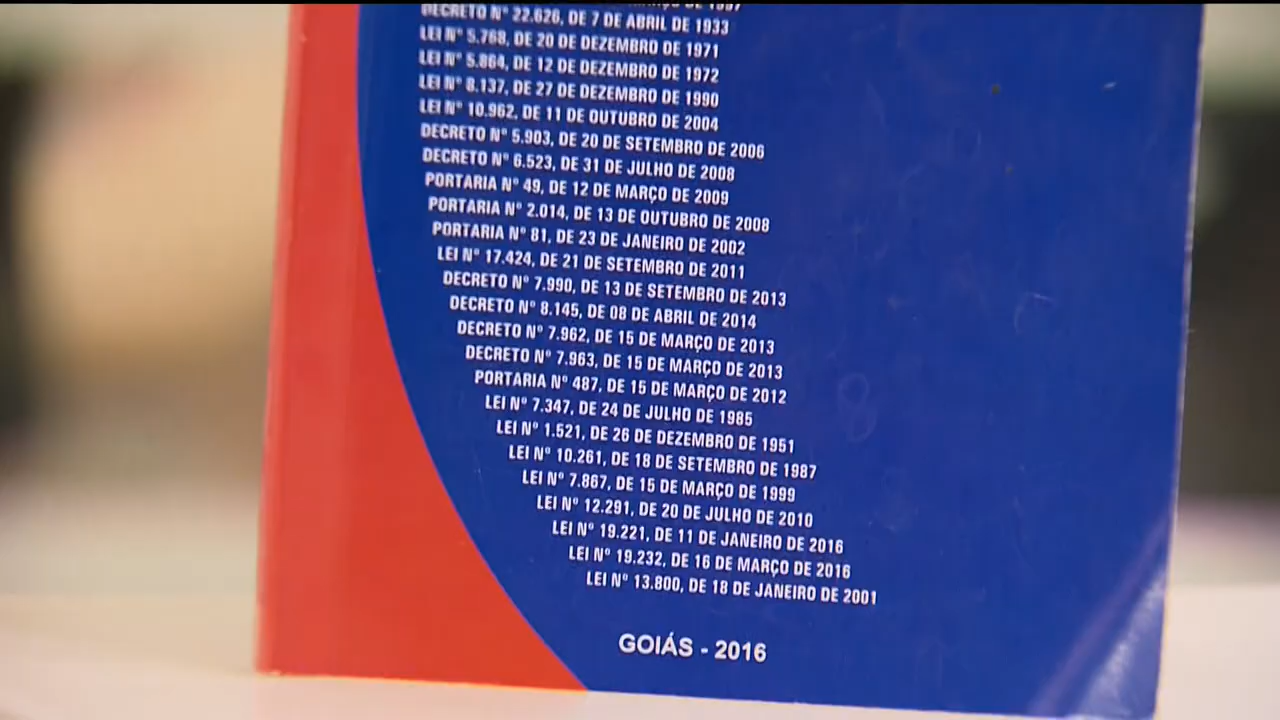 DECRETO Nº 22.626, DE 7 DE ABRIL DE 1933
LEI Nº 5.768, DE 20 DE DEZEMBRO DE 1971
LEI Nº 5.864, DE 12 DE DEZEMBRO DE 1972
LEI Nº 8.137, DE 27 DE DEZEMBRO DE 1990
LEI Nº 10.962, DE 11 DE OUTUBRO DE 2004
DECRETO Nº 5.903, DE 20 DE SETEMBRO DE 2006
DECRETO Nº 6.523, DE 31 DE JULHO DE 2008
PORTARIA Nº 49, DE 12 DE MARÇO DE 2009
PORTARIA Nº 2.014, DE 13 DE OUTUBRO DE 2008
PORTARIA Nº 81, DE 23 DE JANEIRO DE 2002
LEI Nº 17.424, DE 21 DE SETEMBRO DE 2011
DECRETO Nº 7.990, DE 13 DE SETEMBRO DE 2013
DECRETO Nº 8.145, DE 08 DE ABRIL DE 2014
DECRETO Nº 7.962, DE 15 DE MARÇO DE 2013
DECRETO Nº 7.963, DE 15 DE MARÇO DE 2013
PORTARIA Nº 487, DE 15 DE MARÇO DE 2012
LEI Nº 7.347, DE 24 DE JULHO DE 1985
LEI Nº 1.521, DE 26 DE DEZEMBRO DE 1951
LEI Nº 10.261, DE 18 DE SETEMBRO DE 1987
LEI Nº 7.867, DE 15 DE MARÇO DE 1999
LEI Nº 12.291, DE 20 DE JULHO DE 2010
LEI Nº 19.221, DE 11 DE JANEIRO DE 2016
LEI Nº 19.232, DE 16 DE MARÇO DE 2016
LEI Nº 13.800, DE 18 DE JANEIRO DE 2001
GOIÁS - 2016